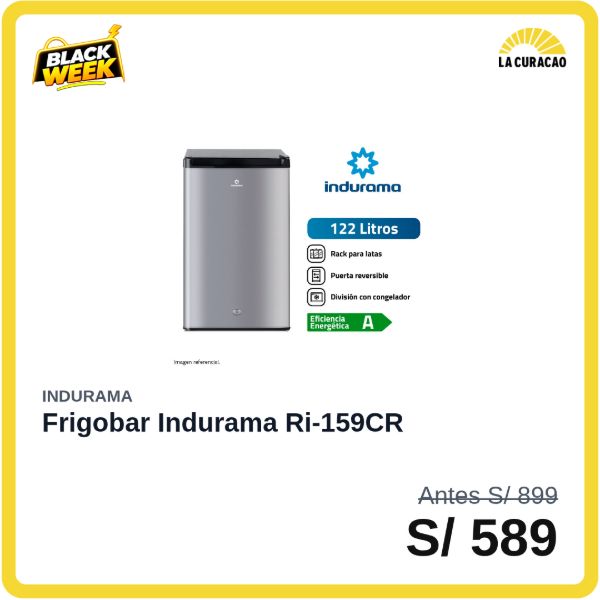 BLACK
WEEK
LA CURACAO
indurama
122 Litros
Rack para latas
Puerta reversible
División con congelador
Eficiencia
Energética
A
Imagen referencial.
INDURAMA
Frigobar Indurama Ri-159CR
Antes S/ 899
S/ 589